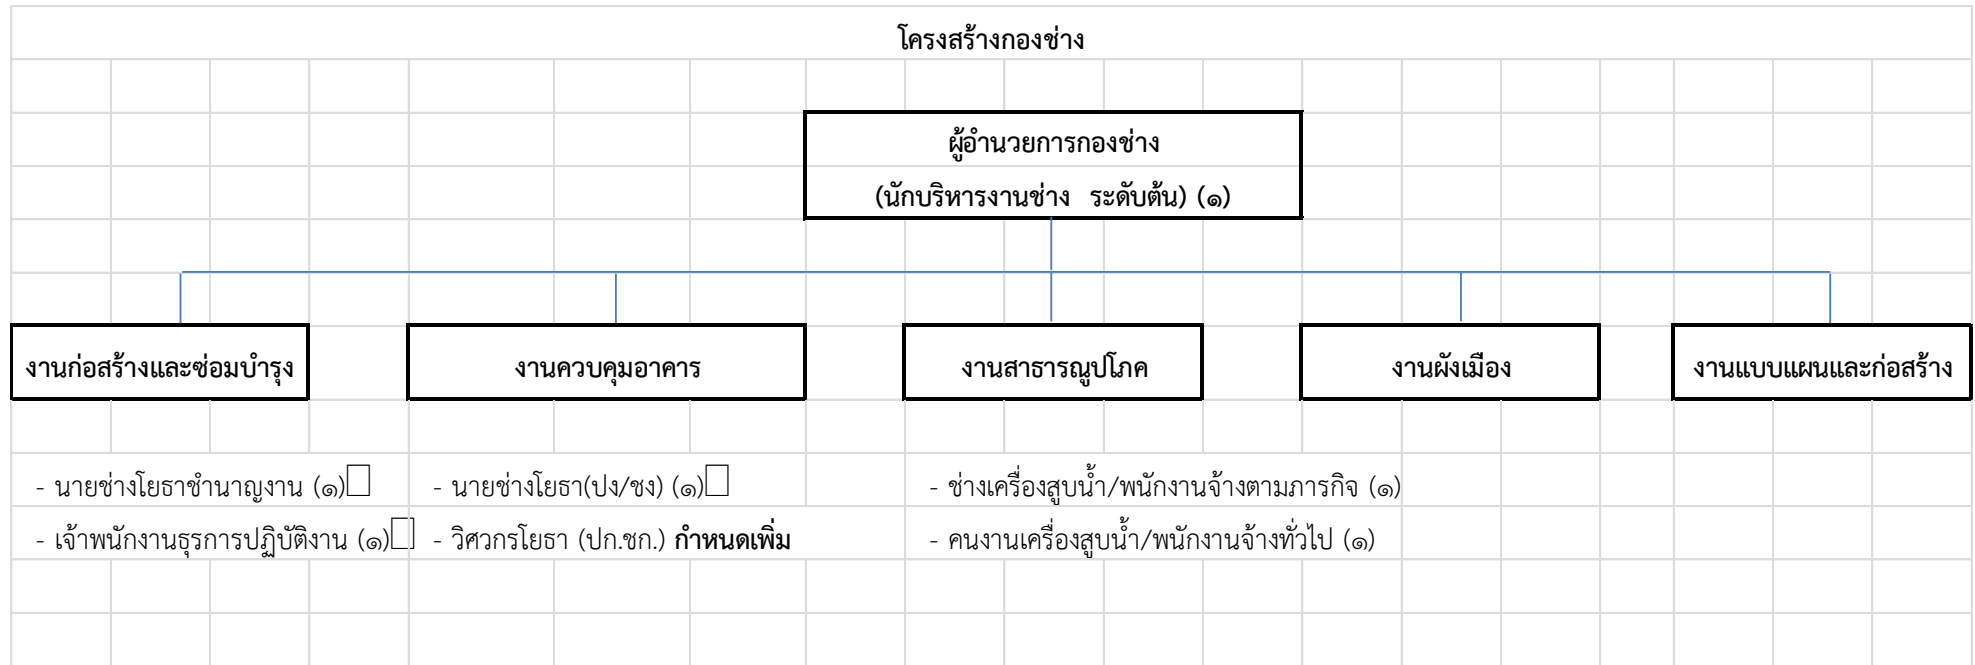 โครงสร้างกองช่าง
ผู้อำนวยการกองช่าง
(นักบริหารงานช่าง ระดับต้น) (๑)
งานก่อสร้างและซ่อมบำรุง
งานควบคุมอาคาร
งานสาธารณูปโภค
งานผังเมือง
งานแบบแผนและก่อสร้าง
- นายช่างโยธาชำนาญงาน (๑)
- นายช่างโยธา(ปง/ชง) (๑)
- ช่างเครื่องสูบน้ำ/พนักงานจ้างตามภารกิจ (๑)
- เจ้าพนักงานธุรการปฏิบัติงาน (๑)
- วิศวกรโยธา (ปก.ชก.) กำหนดเพิ่ม
- คนงานเครื่องสูบน้ำ/พนักงานจ้างทั่วไป (๑)